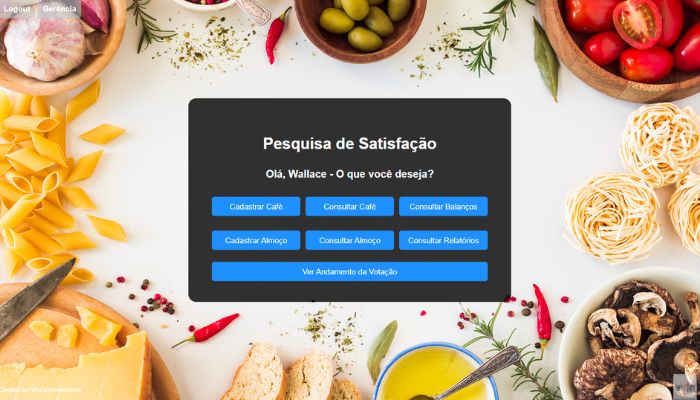 Logout Gerência
Pesquisa de Satisfação
Olá, Wallace - O que você deseja?
Cadastrar Café Consultar Café Consultar Balanços
Cadastrar Almoço Consultar Almoço Consultar Relatórios
Ver Andamento da Votação
Created by